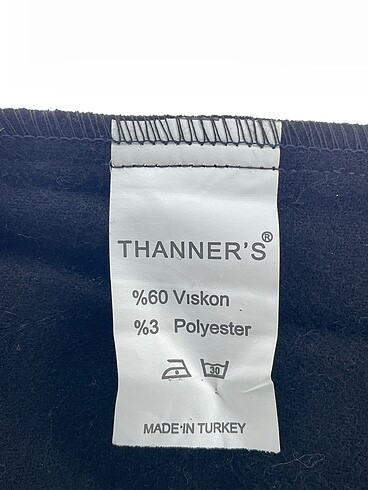 THANNER'S®
%60 Vıskon
%3 Polyester
30
MADE IN TURKEY